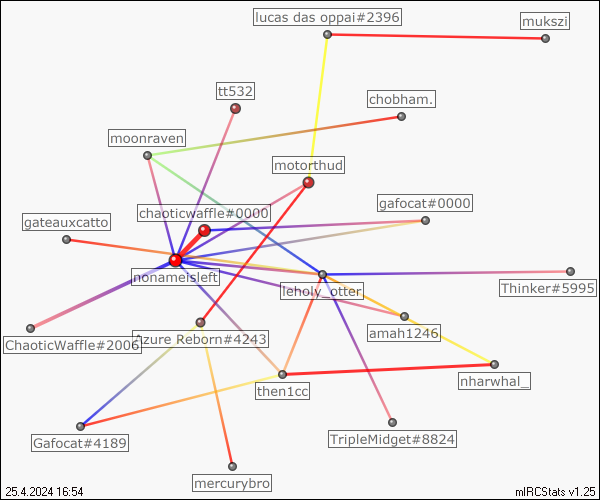 lucas das oppai#2396
mukszi
tt532
chobham.
moonraven
motorthud
gafocat#0000
chaoticwaffle#0000
gateauxcatto
nonameisleft
leholy_otter
Thinker#5995
amah1246
ChaoticWaffle#2006
Azure Reborn#4243
nharwhal_
then1cc
Gafocat#4189
TripleMidget#8824
mercurybro
25.4.2024 16:54
mIRCStats v1.25